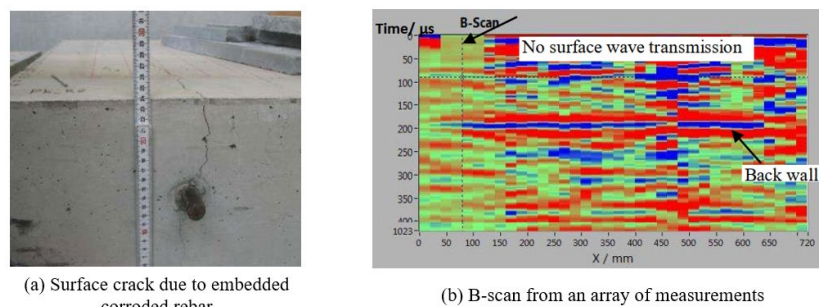 B-Scan
Time/ μs
No surface wave transmission
0
50
100
150
200
250
300
350
400
1023
Back wall
0 50 100 150 200 250 300 350 400 450 500 550 600 650 720
X / mm
(a) Surface crack due to embedded
corroded rebar
(b) B-scan from an array of measurements